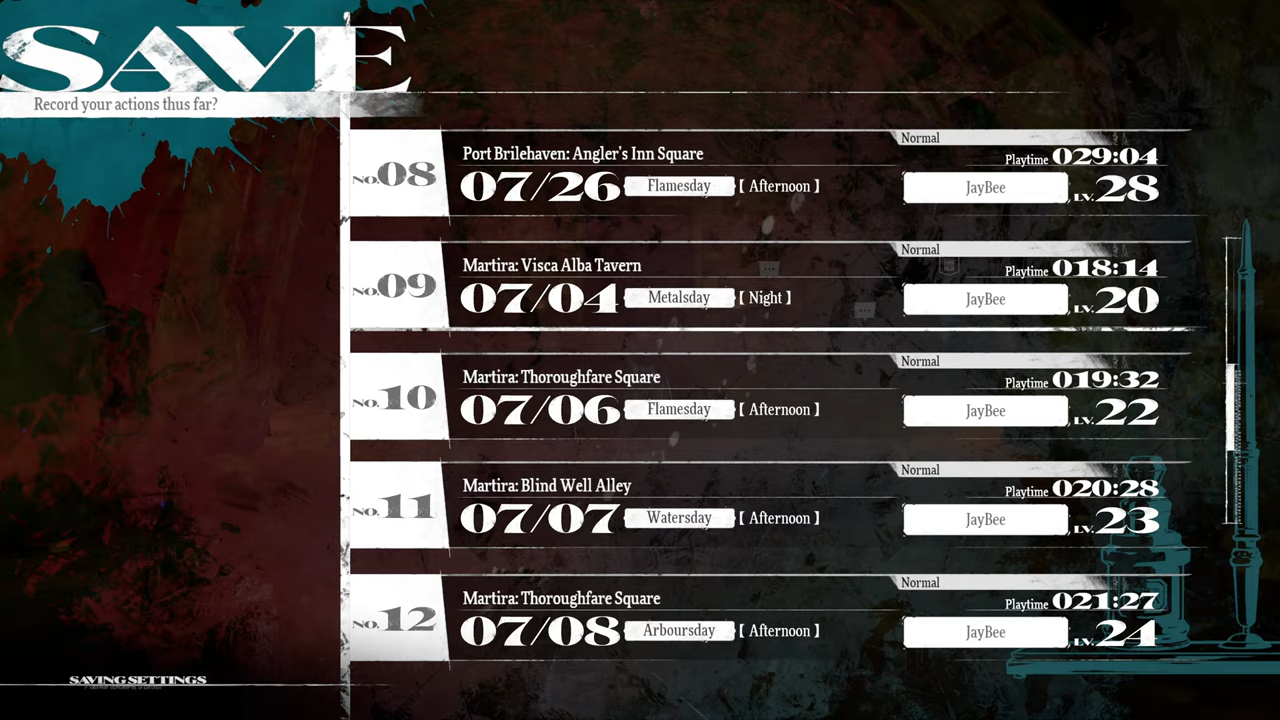 SAVE
Record your actions thus far?
No.08
Port Brilehaven: Angler's Inn Square
07/26 Flamesday [ Afternoon ]
Normal
Playtime 029:04
JayBee LV.28
No.09
Martira: Visca Alba Tavern
07/04 Metalsday [ Night ]
Normal
Playtime 018:14
JayBee LV.20
No.10
Martira: Thoroughfare Square
07/06 Flamesday [ Afternoon ]
Normal
Playtime 019:32
JayBee LV.22
No.11
Martira: Blind Well Alley
07/07 Watersday [ Afternoon ]
Normal
Playtime 020:28
JayBee LV.23
No.12
Martira: Thoroughfare Square
07/08 Arboursday [ Afternoon ]
Normal
Playtime 021:27
JayBee LV.24
SAVING SETTINGS